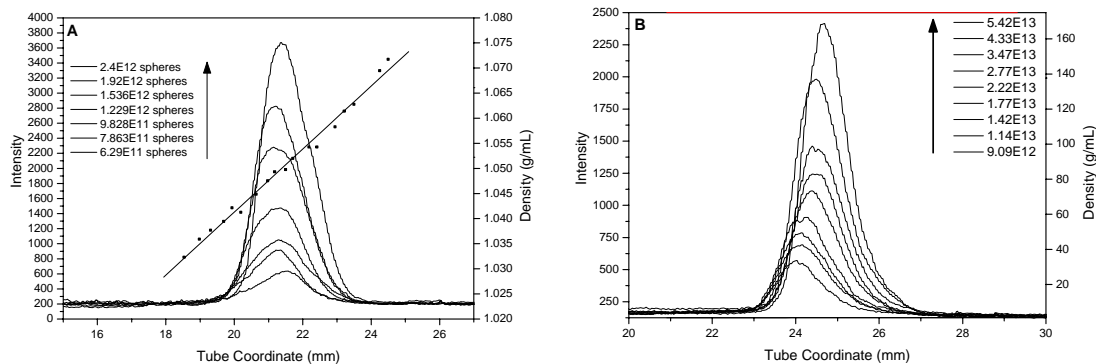 A
4000
3800
3600
3400
3200
3000
2800
2600
2400
2200
2000
1800
1600
1400
1200
1000
800
600
400
200
0
Intensity
2.4E12 spheres
1.92E12 spheres
1.536E12 spheres
1.229E12 spheres
9.828E11 spheres
7.863E11 spheres
6.29E11 spheres
1.080
1.075
1.070
1.065
1.060
1.055
1.050
1.045
1.040
1.035
1.030
1.025
1.020
Density (g/mL)
16 18 20 22 24 26
Tube Coordinate (mm)
B
2500
2250
2000
1750
1500
1250
1000
750
500
250
Intensity
5.42E13
4.33E13
3.47E13
2.77E13
2.22E13
1.77E13
1.42E13
1.14E13
9.09E12
160
140
120
100
80
60
40
20
Density (g/mL)
20 22 24 26 28 30
Tube Coordinate (mm)